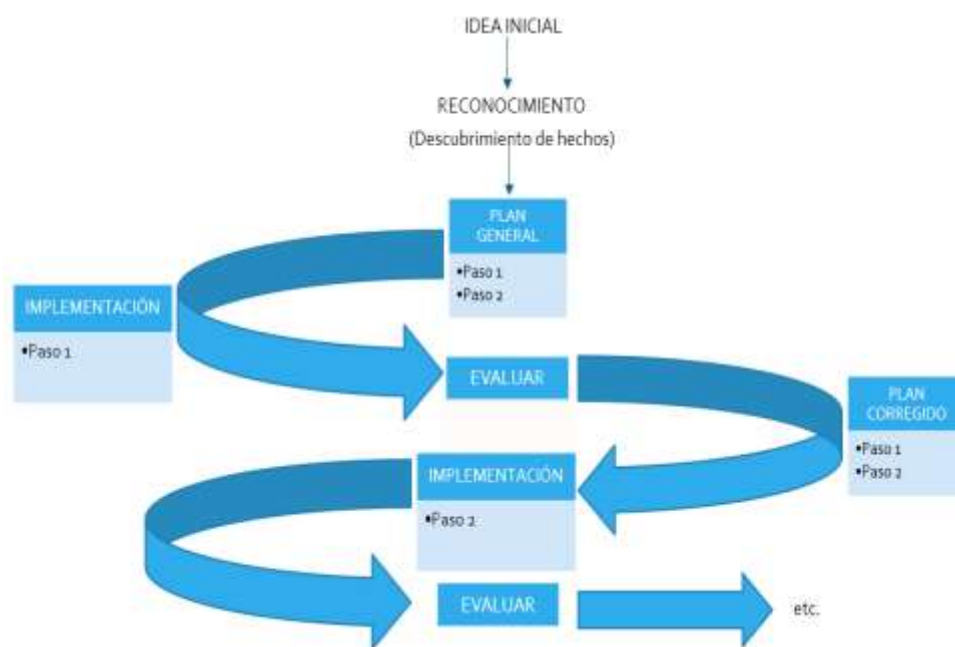 IDEA INICIAL
RECONOCIMIENTO
(Descubrimiento de hechos)
PLAN
GENERAL
•Paso 1
•Paso 2
IMPLEMENTACIÓN
•Paso 1
EVALUAR
PLAN
CORREGIDO
•Paso 1
•Paso 2
IMPLEMENTACIÓN
•Paso 2
EVALUAR
etc.